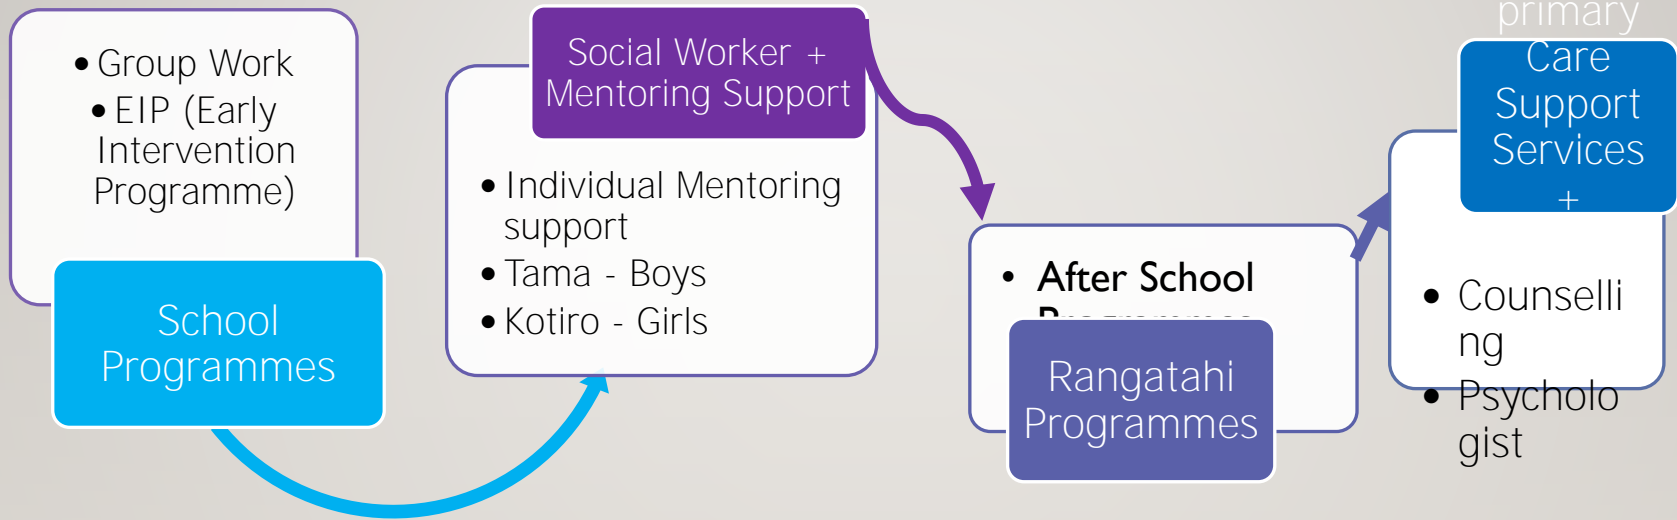 • Group Work
• EIP (Early
Intervention
Programme)
School
Programmes
Social Worker +
Mentoring Support
• Individual Mentoring
support
• Tama - Boys
• Kotiro - Girls
• After School
Rangatahi
Programmes
primary
Care
Support
Services
+
• Counselli
ng
• Psycholo
gist